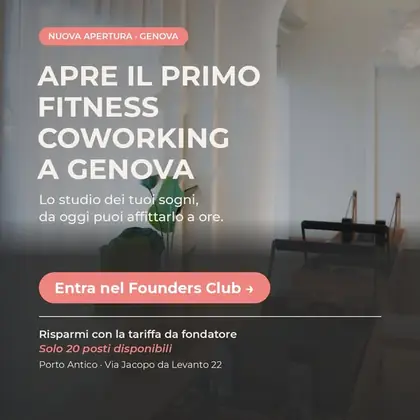 NUOVA APERTURA · GENOVA
APRE IL PRIMO
FITNESS
COWORKING
A GENOVA
Lo studio dei tuoi sogni,
da oggi puoi affittarlo a ore.
Entra nel Founders Club →
Risparmi con la tariffa da fondatore
Solo 20 posti disponibili
Porto Antico · Via Jacopo da Levanto 22